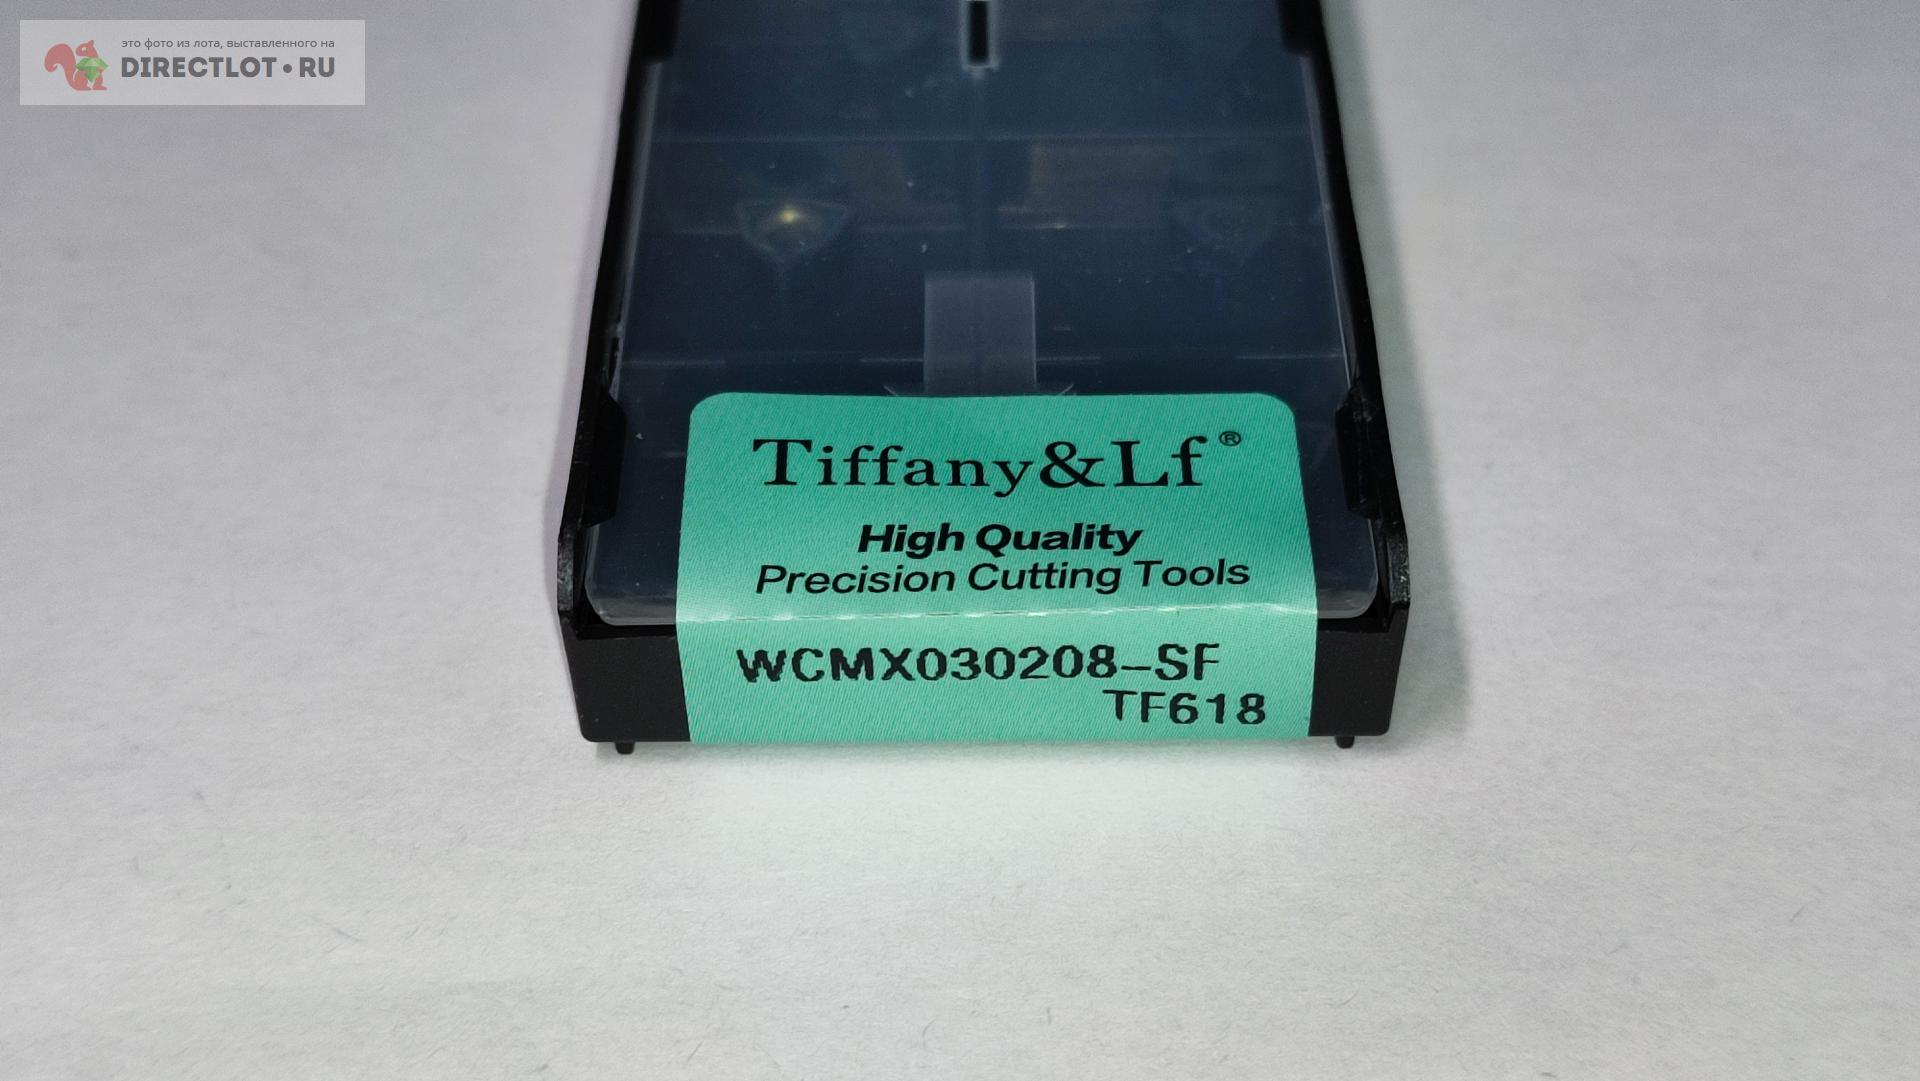 это фото из лота, выставленного на
DIRECTLOT•RU
Tiffany&Lf®
High Quality
Precision Cutting Tools
WCMX030208-SF
TF618